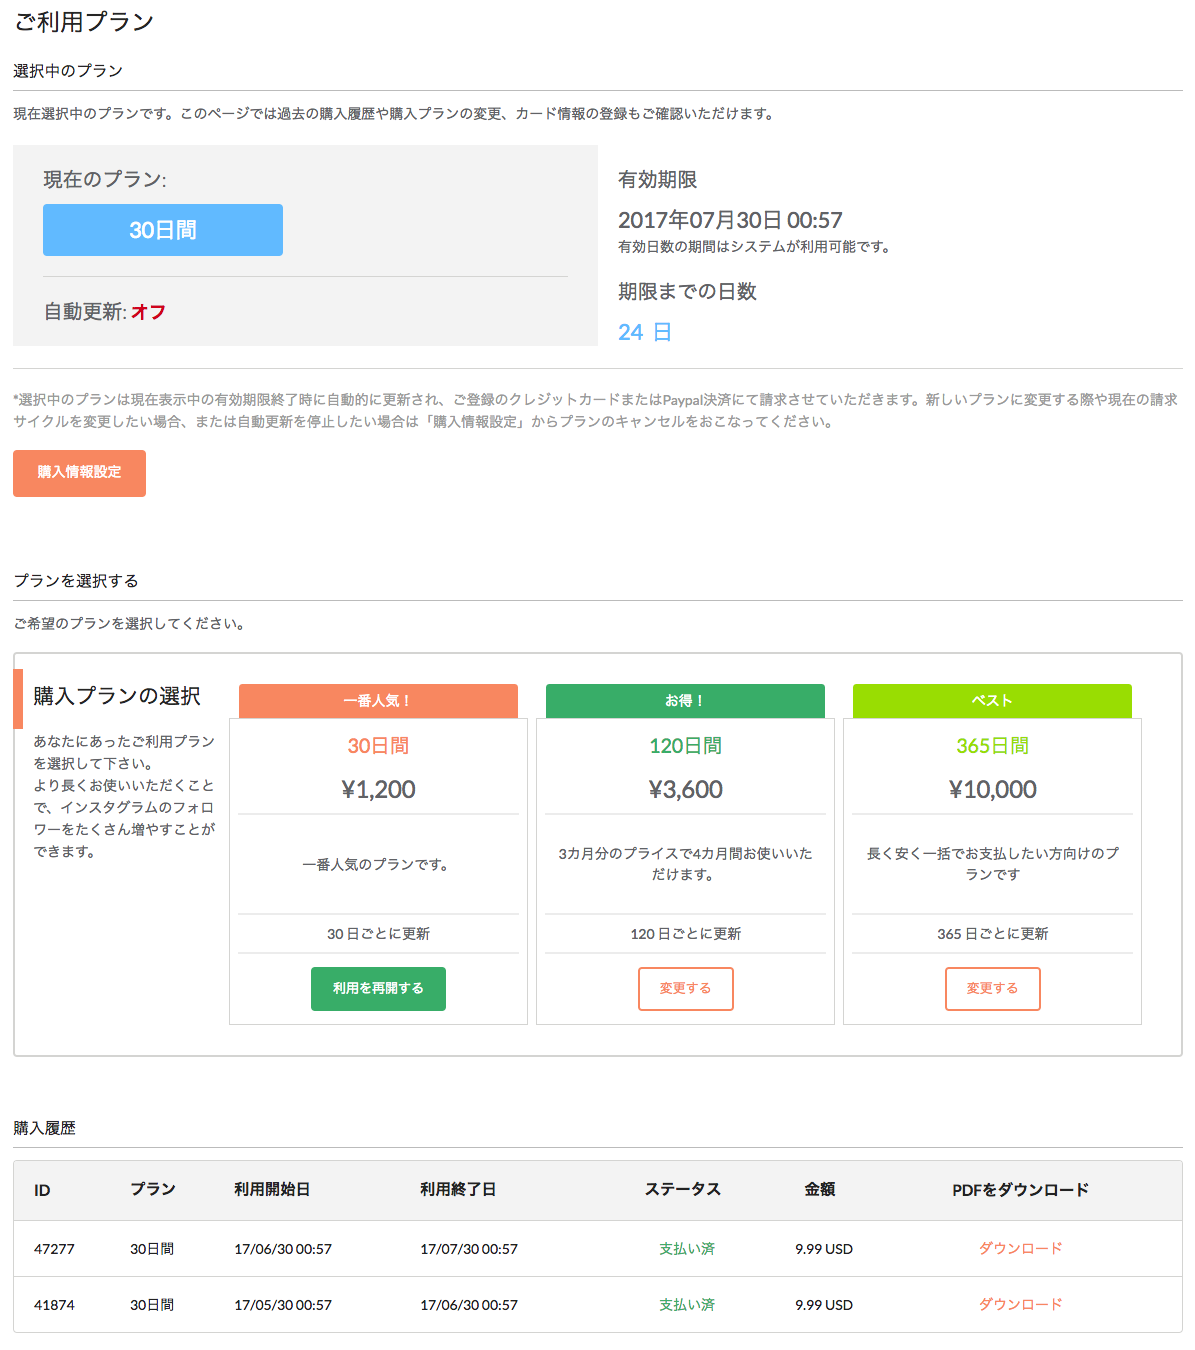 ご利用プラン
選択中のプラン
現在選択中のプランです。このページでは過去の購入履歴や購入プランの変更、カード情報の登録もご確認いただけます。
現在のプラン:
30日間
自動更新: オフ
有効期限
2017年07月30日 00:57
有効日数の期間はシステムが利用可能です。
期限までの日数
24 日
*選択中のプランは現在表示中の有効期限終了時に自動的に更新され、ご登録のクレジットカードまたはPaypal決済にて請求させていただきます。新しいプランに変更する際や現在の請求
サイクルを変更したい場合、または自動更新を停止したい場合は「購入情報設定」からプランのキャンセルをおこなってください。
購入情報設定
プランを選択する
ご希望のプランを選択してください。
購入プランの選択
あなたにあったご利用プラン
を選択して下さい。
より長くお使いいただくこと
で、インスタグラムのフォロ
ワーをたくさん増やすことが
できます。
一番人気！
30日間
¥1,200
一番人気のプランです。
30 日ごとに更新
利用を再開する
お得！
120日間
¥3,600
3カ月分のプライスで4カ月間お使いいた
だけます。
120 日ごとに更新
変更する
ベスト
365日間
¥10,000
長く安く一括でお支払したい方向けのプ
ランです
365 日ごとに更新
変更する
購入履歴
ID プラン 利用開始日 利用終了日 ステータス 金額 PDFをダウンロード
47277 30日間 17/06/30 00:57 17/07/30 00:57 支払い済 9.99 USD ダウンロード
41874 30日間 17/05/30 00:57 17/06/30 00:57 支払い済 9.99 USD ダウンロード